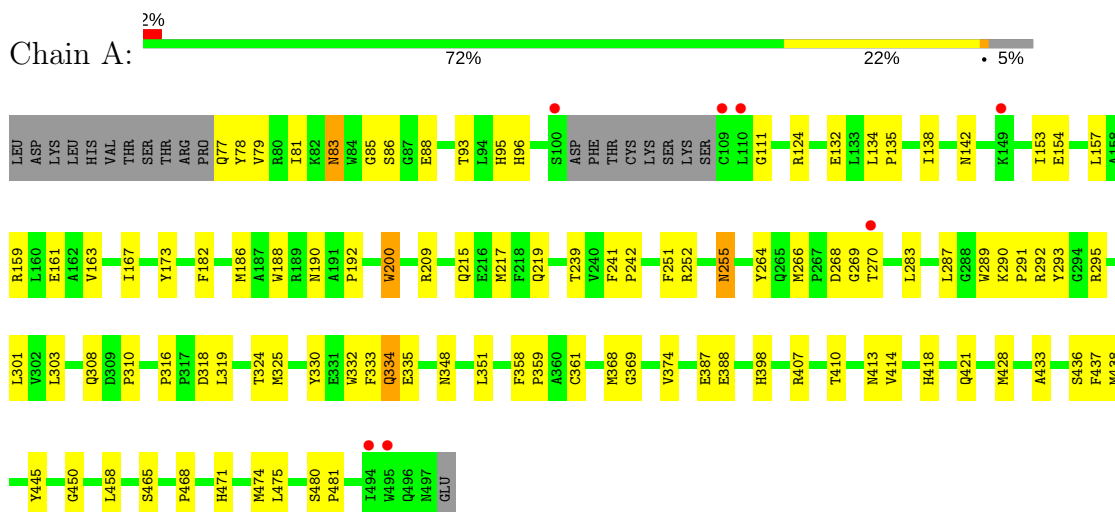 2%
Chain A:
72% 22% • 5%
LEU ASP LYS LEU HIS VAL THR SER THR ARG PRO Q77 Y78 V79 R80 I81 K82 N83 W84 G85 S86 G87 E88 T93 L94 H95 H96 S100 ASP PHE THR CYS LYS SER LYS SER C109 L110 G111 R124 E132 L133 L134 P135 I138 N142 K149 I153 E154 L157 A158
R159 L160 E161 A162 V163 I167 Y173 F182 M186 A187 W188 R189 N190 A191 P192 W200 R209 Q215 E216 M217 F218 Q219 T239 V240 F241 P242 F251 R252 N255 Y264 Q265 M266 P267 D268 G269 T270 L283 L287 G288 W289 K290 P291 R292 Y293 G294 R295
L301 V302 L303 Q308 D309 P310 P316 P317 D318 L319 T324 M325 Y330 E331 W332 F333 Q334 E335 N348 L351 F358 P359 A360 C361 M368 G369 V374 E387 E388 H398 R407 T410 N413 V414 H418 Q421 M428 A433 S436 F437 M438
Y445 G450 L458 S465 P468 H471 M474 L475 S480 P481 I494 W495 Q496 N497 GLU